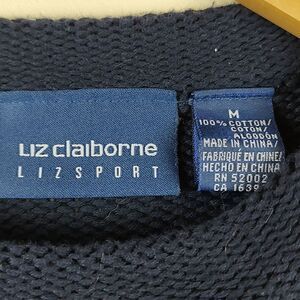 Liz claiborne
LIZSPORT
M
100% COTTON/
COTON/
ALGODÓN
MADE IN CHINA/
FABRIQUÉ EN CHINE/
HECHO EN CHINA
RN 52002
CA 1639